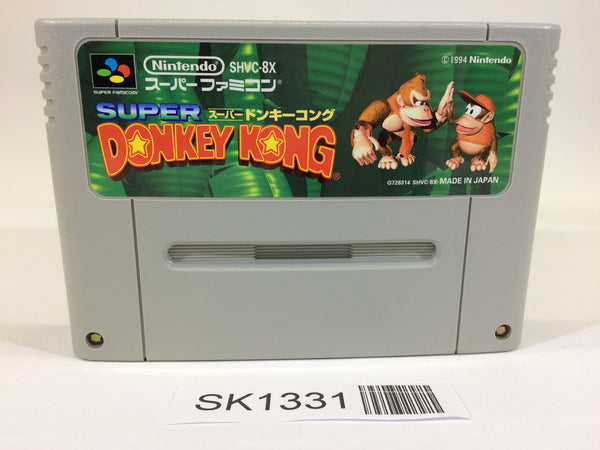 Nintendo SHVC-8X
© 1994 Nintendo
SUPER FAMICOM
スーパーファミコン®
SUPER スーパードンキーコング
DONKEY KONG®
G728314 SHVC-8X MADE IN JAPAN
SK1331